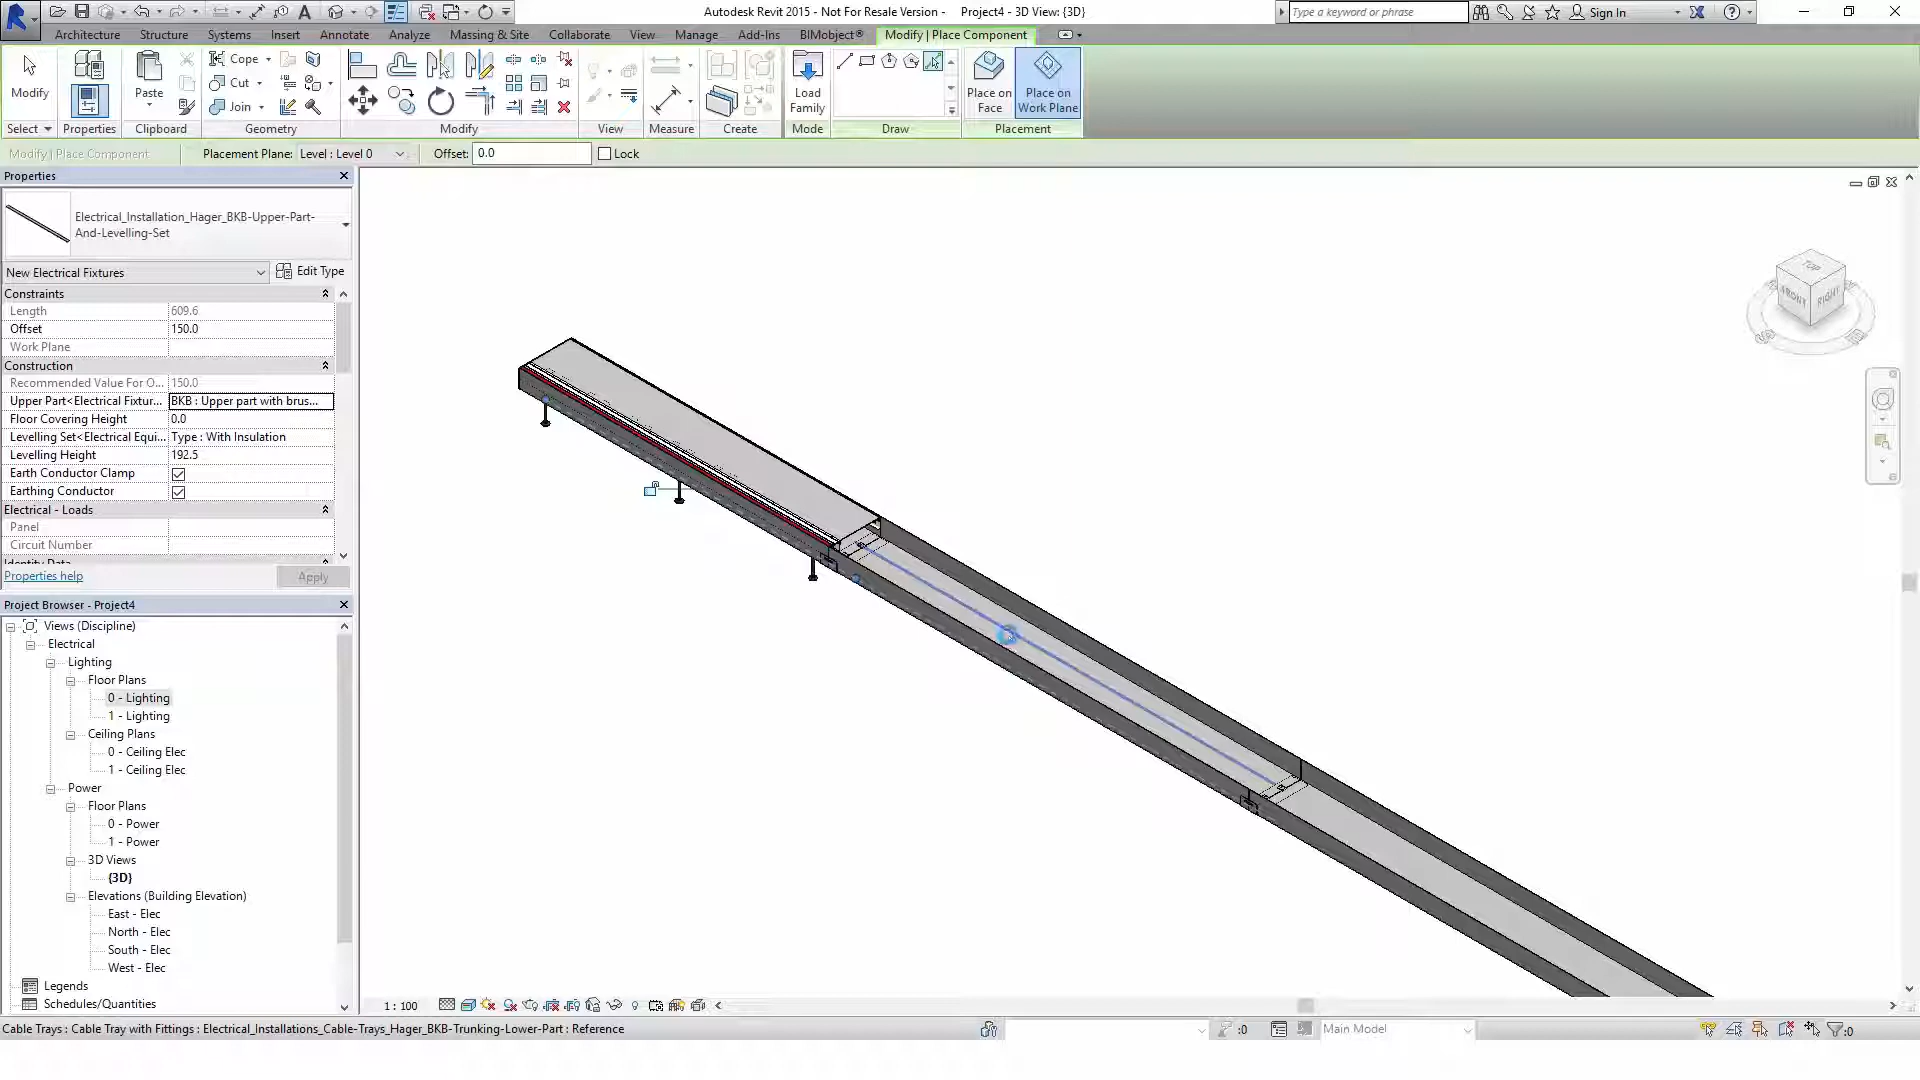 Autodesk Revit 2015 - Not For Resale Version - Project4 - 3D View: {3D}
Type a keyword or phrase
Sign In
Architecture Structure Systems Insert Annotate Analyze Massing & Site Collaborate View Manage Add-Ins BIMobject® Modify | Place Component
Modify
Paste
Cope
Cut
Join
Load Family
Place on Face
Place on Work Plane
Select Properties Clipboard Geometry Modify View Measure Create Mode Draw Placement
Modify | Place Component Placement Plane: Level : Level 0 Offset: 0.0 Lock
Properties
Electrical_Installation_Hager_BKB-Upper-Part-
And-Levelling-Set
New Electrical Fixtures Edit Type
Constraints
Length 609.6
Offset 150.0
Work Plane
Construction
Recommended Value For O... 150.0
Upper Part<Electrical Fixtur... BKB : Upper part with brus...
Floor Covering Height 0.0
Levelling Set<Electrical Equi... Type : With Insulation
Levelling Height 192.5
Earth Conductor Clamp
Earthing Conductor
Electrical - Loads
Panel
Circuit Number
Identity Data
Properties help Apply
Project Browser - Project4
Views (Discipline)
Electrical
Lighting
Floor Plans
0 - Lighting
1 - Lighting
Ceiling Plans
0 - Ceiling Elec
1 - Ceiling Elec
Power
Floor Plans
0 - Power
1 - Power
3D Views
{3D}
Elevations (Building Elevation)
East - Elec
North - Elec
South - Elec
West - Elec
Legends
Schedules/Quantities
TOP
FRONT RIGHT
1 : 100
Cable Trays : Cable Tray with Fittings : Electrical_Installations_Cable-Trays_Hager_BKB-Trunking-Lower-Part : Reference
:0
Main Model
:0